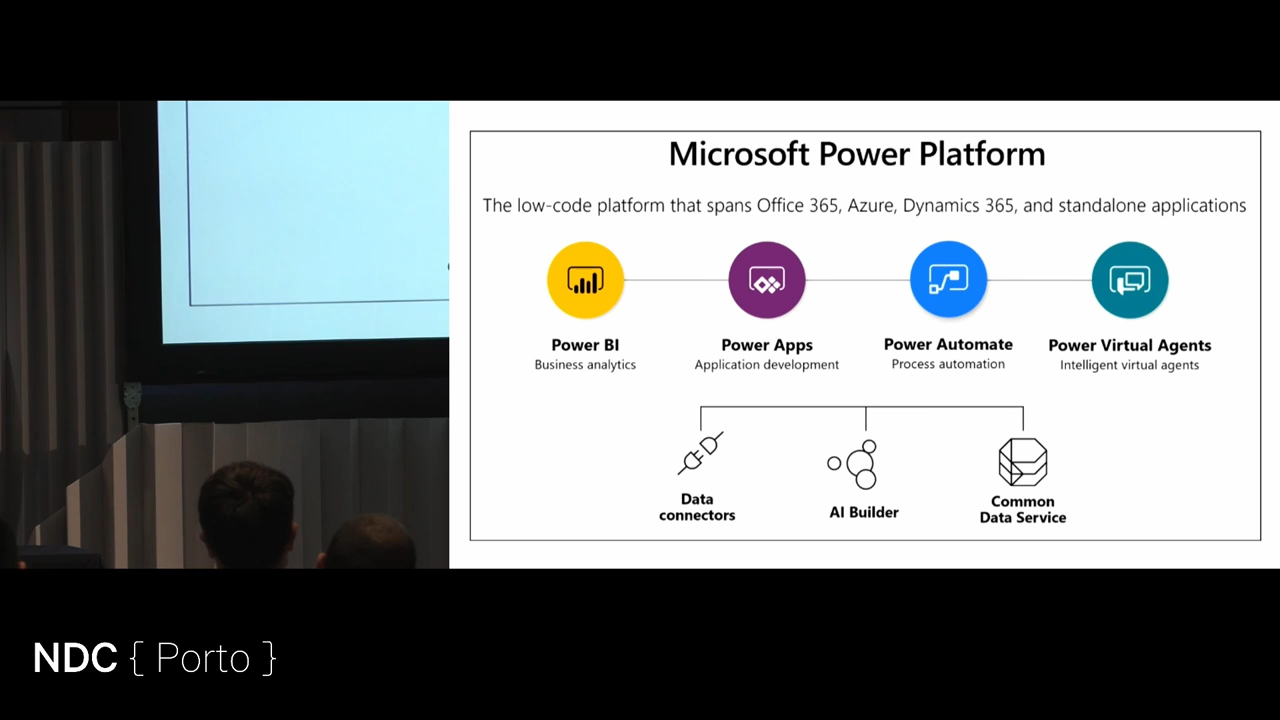 Microsoft Power Platform
The low-code platform that spans Office 365, Azure, Dynamics 365, and standalone applications
Power BI
Business analytics
Power Apps
Application development
Power Automate
Process automation
Power Virtual Agents
Intelligent virtual agents
Data
connectors
AI Builder
Common
Data Service
NDC { Porto }